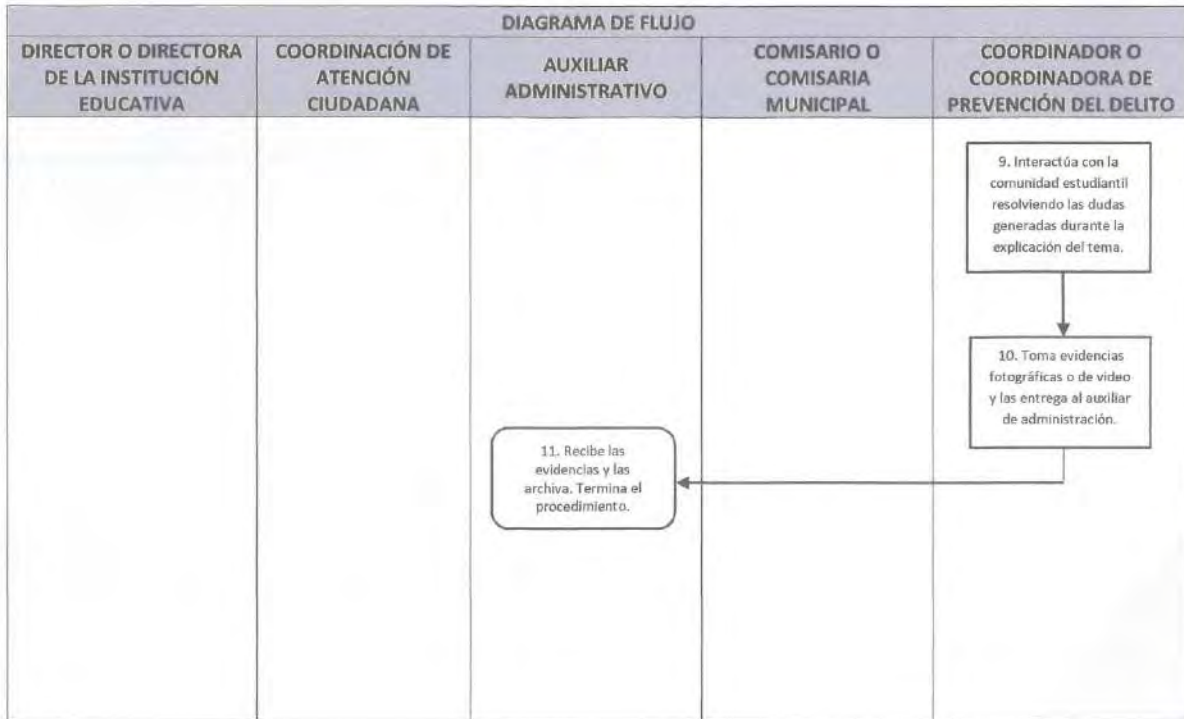 DIAGRAMA DE FLUJO
DIRECTOR O DIRECTORA
DE LA INSTITUCIÓN
EDUCATIVA
COORDINACIÓN DE
ATENCIÓN
CIUDADANA
AUXILIAR
ADMINISTRATIVO
COMISARIO O
COMISARIA
MUNICIPAL
COORDINADOR O
COORDINADORA DE
PREVENCIÓN DEL DELITO
9. Interactúa con la
comunidad estudiantil
resolviendo las dudas
generadas durante la
explicación del tema.
10. Toma evidencias
fotográficas o de video
y las entrega al auxiliar
de administración.
11. Recibe las
evidencias y las
archiva. Termina el
procedimiento.